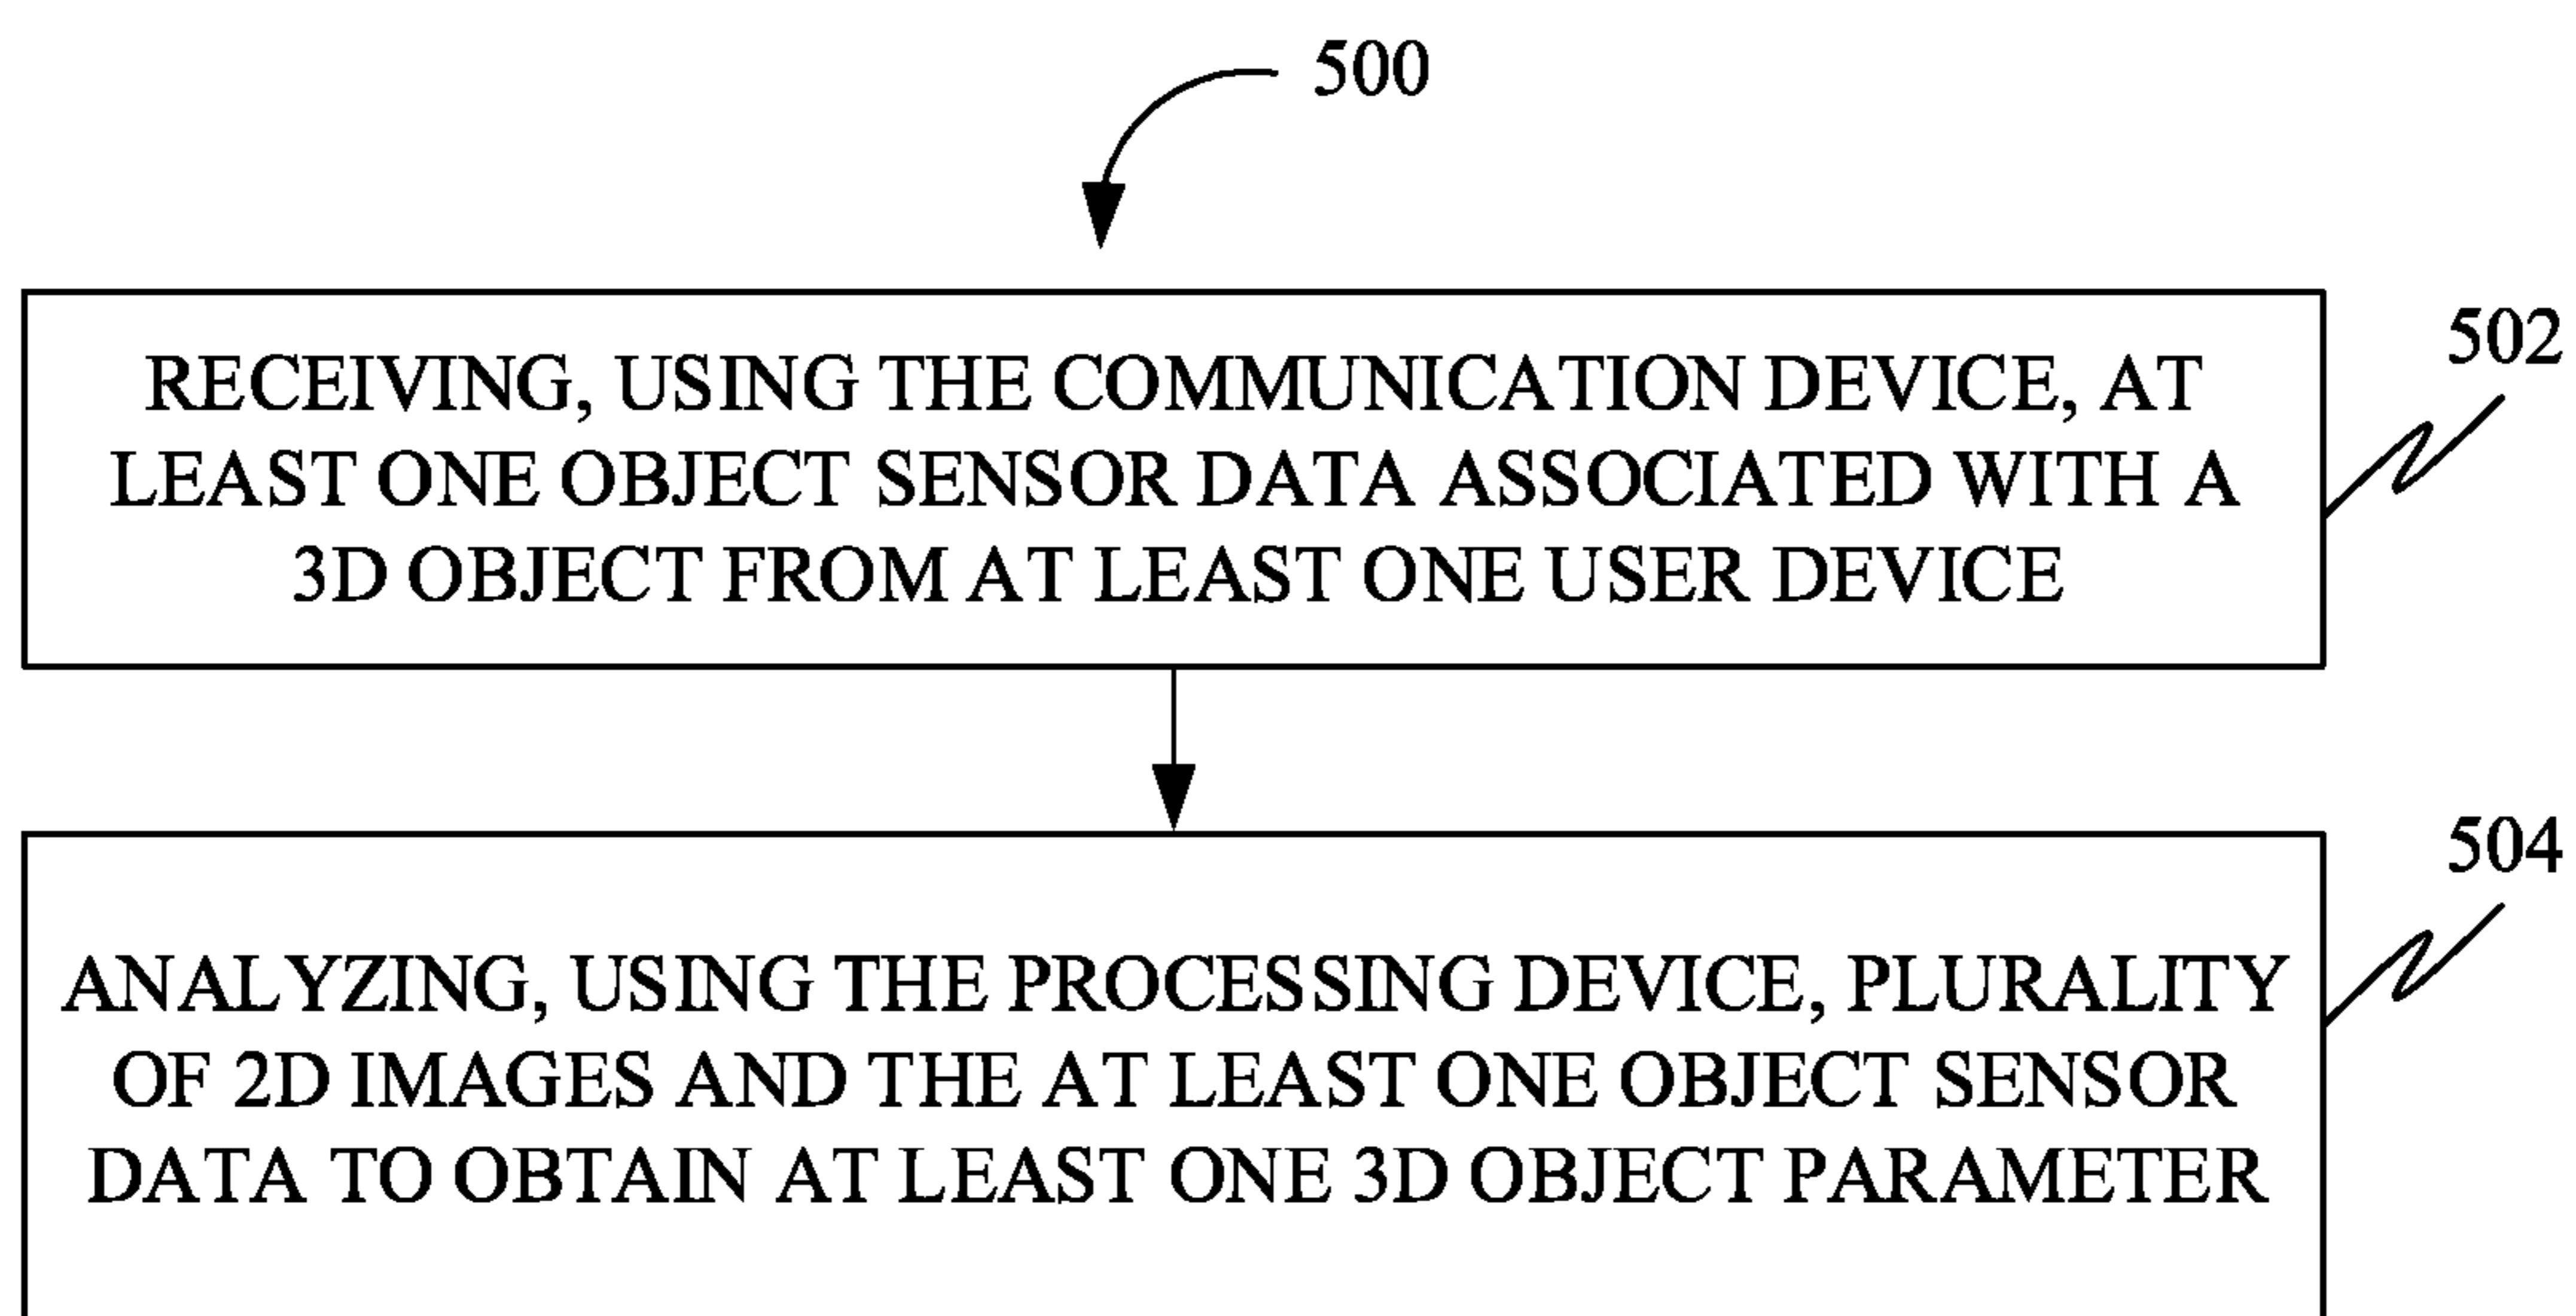 500
502
RECEIVING, USING THE COMMUNICATION DEVICE, AT
LEAST ONE OBJECT SENSOR DATA ASSOCIATED WITH A
3D OBJECT FROM AT LEAST ONE USER DEVICE
504
ANALYZING, USING THE PROCESSING DEVICE, PLURALITY
OF 2D IMAGES AND THE AT LEAST ONE OBJECT SENSOR
DATA TO OBTAIN AT LEAST ONE 3D OBJECT PARAMETER